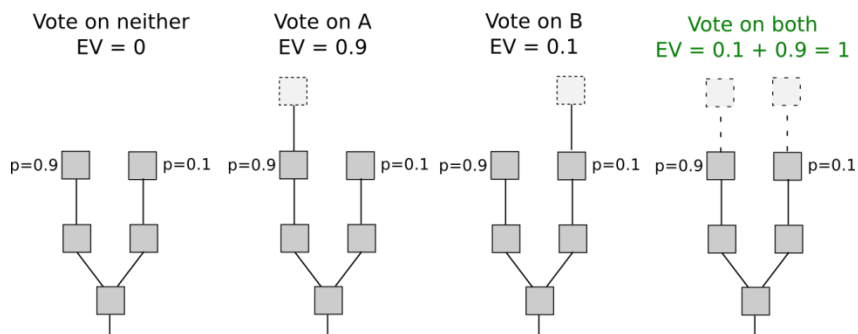 Vote on neither
EV = 0
Vote on A
EV = 0.9
Vote on B
EV = 0.1
Vote on both
EV = 0.1 + 0.9 = 1
p=0.9
p=0.1
p=0.9
p=0.1
p=0.9
p=0.1
p=0.9
p=0.1